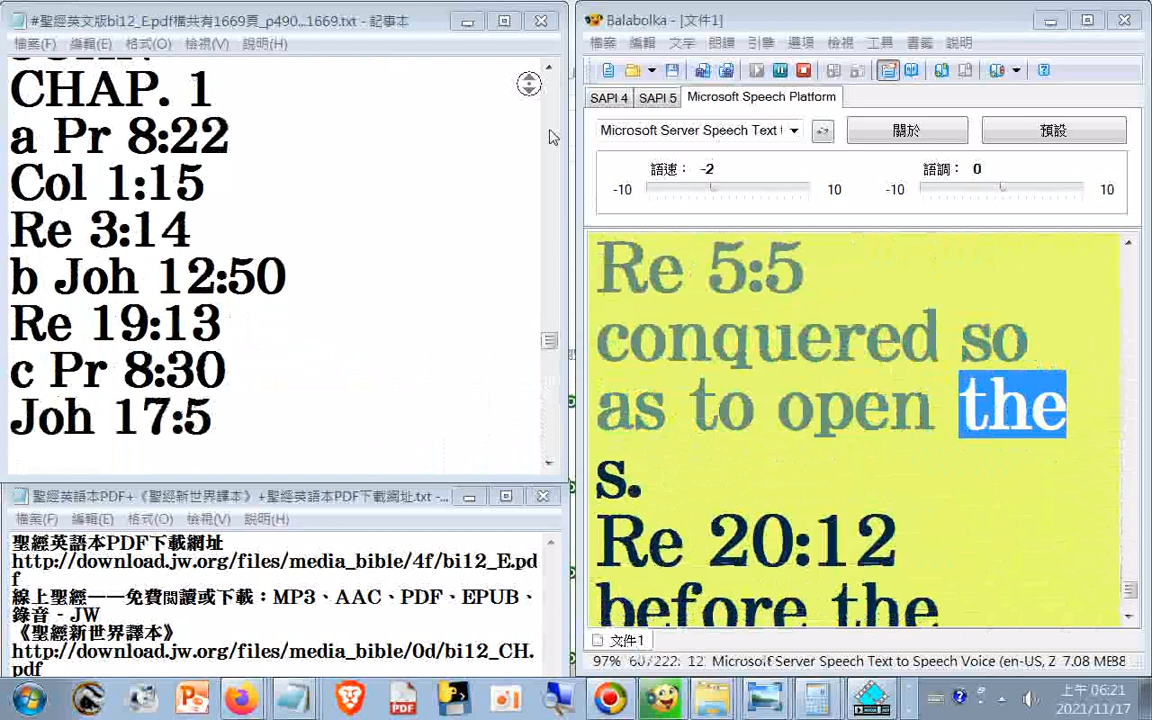 #聖經英文版bi12_E.pdf檔共有1669頁_p490...1669.txt - 記事本
檔案(F) 編輯(E) 格式(O) 檢視(V) 說明(H)
CHAP. 1
a Pr 8:22
Col 1:15
Re 3:14
b Joh 12:50
Re 19:13
c Pr 8:30
Joh 17:5
聖經英語本PDF+《聖經新世界譯本》+聖經英語本PDF下載網址.txt -...
檔案(F) 編輯(E) 格式(O) 檢視(V) 說明(H)
聖經英語本PDF下載網址
http://download.jw.org/files/media_bible/4f/bi12_E.pd
f
線上聖經——免費閱讀或下載：MP3、AAC、PDF、EPUB、
錄音 - JW
《聖經新世界譯本》
http://download.jw.org/files/media_bible/0d/bi12_CH.
pdf
Balabolka - [文件1]
檔案 編輯 文字 朗讀 引擎 選項 檢視 工具 書籤 說明
SAPI 4 SAPI 5 Microsoft Speech Platform
Microsoft Server Speech Text 關於 預設
語速： -2 語調： 0
-10 10 -10 10
Re 5:5
conquered so
as to open the
s.
Re 20:12
before the
文件1
97% 60/222: 12: Microsoft Server Speech Text to Speech Voice (en-US, Z 7.08 MB
上午 06:21
2021/11/17